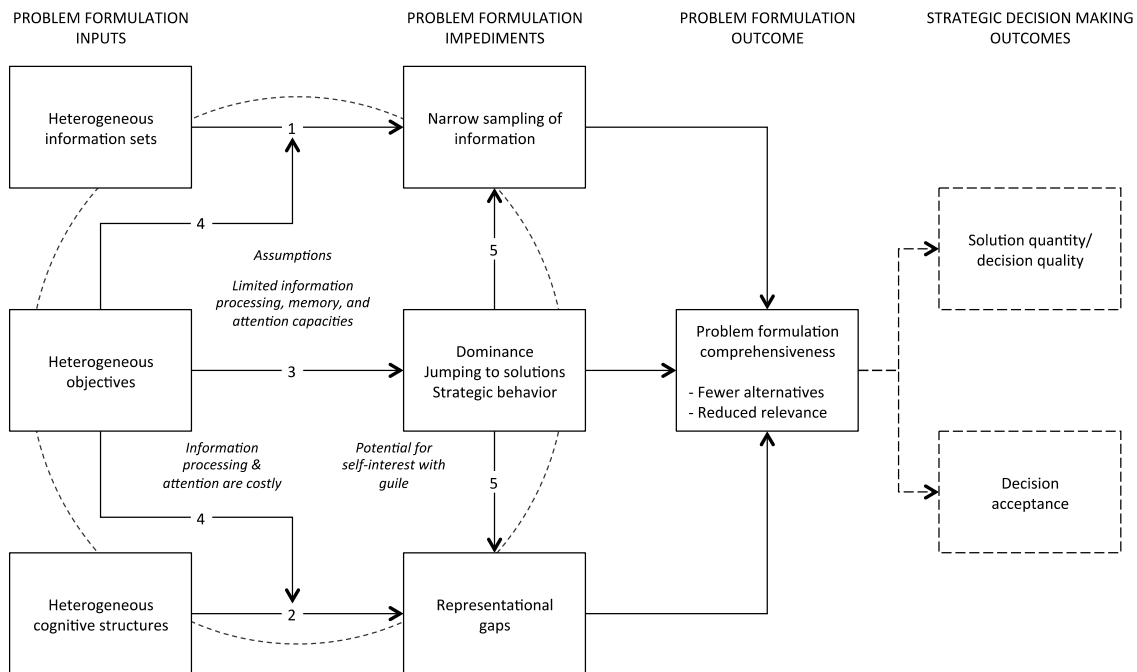 PROBLEM FORMULATION
INPUTS
PROBLEM FORMULATION
IMPEDIMENTS
PROBLEM FORMULATION
OUTCOME
STRATEGIC DECISION MAKING
OUTCOMES
Heterogeneous
information sets
1
Narrow sampling of
information
4
5
Assumptions
Limited information
processing, memory, and
attention capacities
Solution quantity/
decision quality
Heterogeneous
objectives
3
Dominance
Jumping to solutions
Strategic behavior
Problem formulation
comprehensiveness
- Fewer alternatives
- Reduced relevance
Information
processing &
attention are costly
Potential for
self-interest with
guile
4
5
Decision
acceptance
Heterogeneous
cognitive structures
2
Representational
gaps